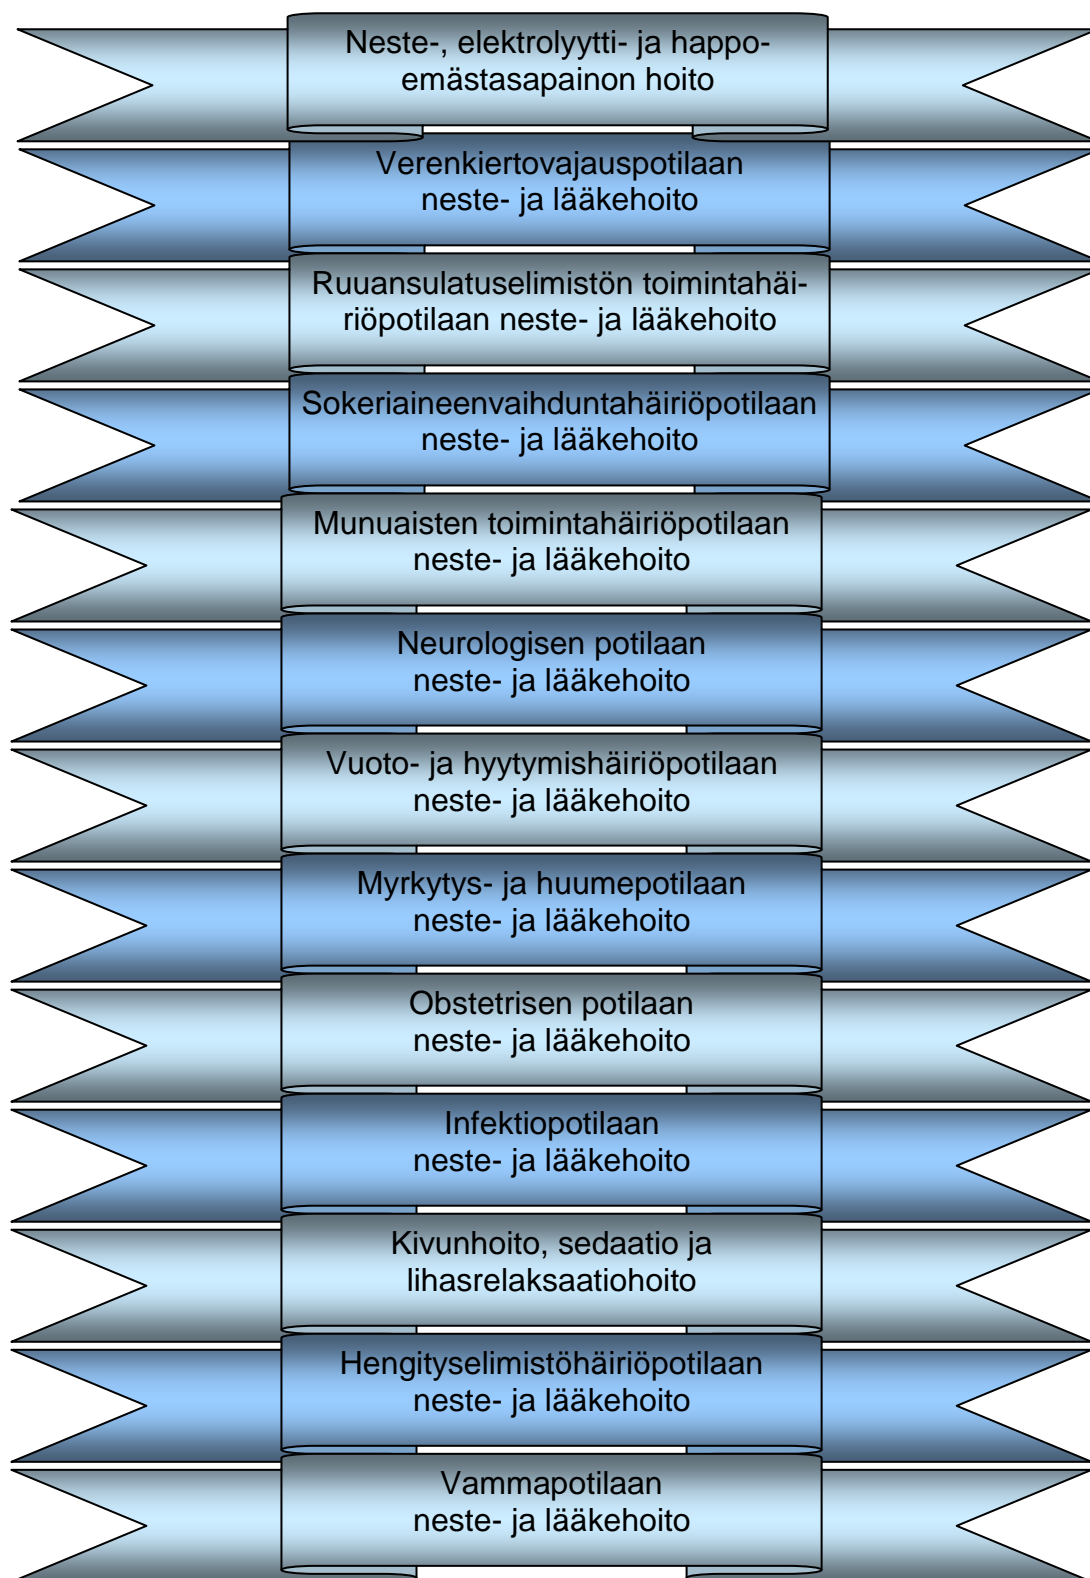 Neste-, elektrolyytti- ja happo-
emästasapainon hoito
Verenkiertovajauspotilaan
neste- ja lääkehoito
Ruuansulatuselimistön toimintahäi-
riöpotilaan neste- ja lääkehoito
Sokeriaineenvaihduntahäiriöpotilaan
neste- ja lääkehoito
Munuaisten toimintahäiriöpotilaan
neste- ja lääkehoito
Neurologisen potilaan
neste- ja lääkehoito
Vuoto- ja hyytymishäiriöpotilaan
neste- ja lääkehoito
Myrkytys- ja huumepotilaan
neste- ja lääkehoito
Obstetrisen potilaan
neste- ja lääkehoito
Infektiopotilaan
neste- ja lääkehoito
Kivunhoito, sedaatio ja
lihasrelaksaatiohoito
Hengityselimistöhäiriöpotilaan
neste- ja lääkehoito
Vammapotilaan
neste- ja lääkehoito